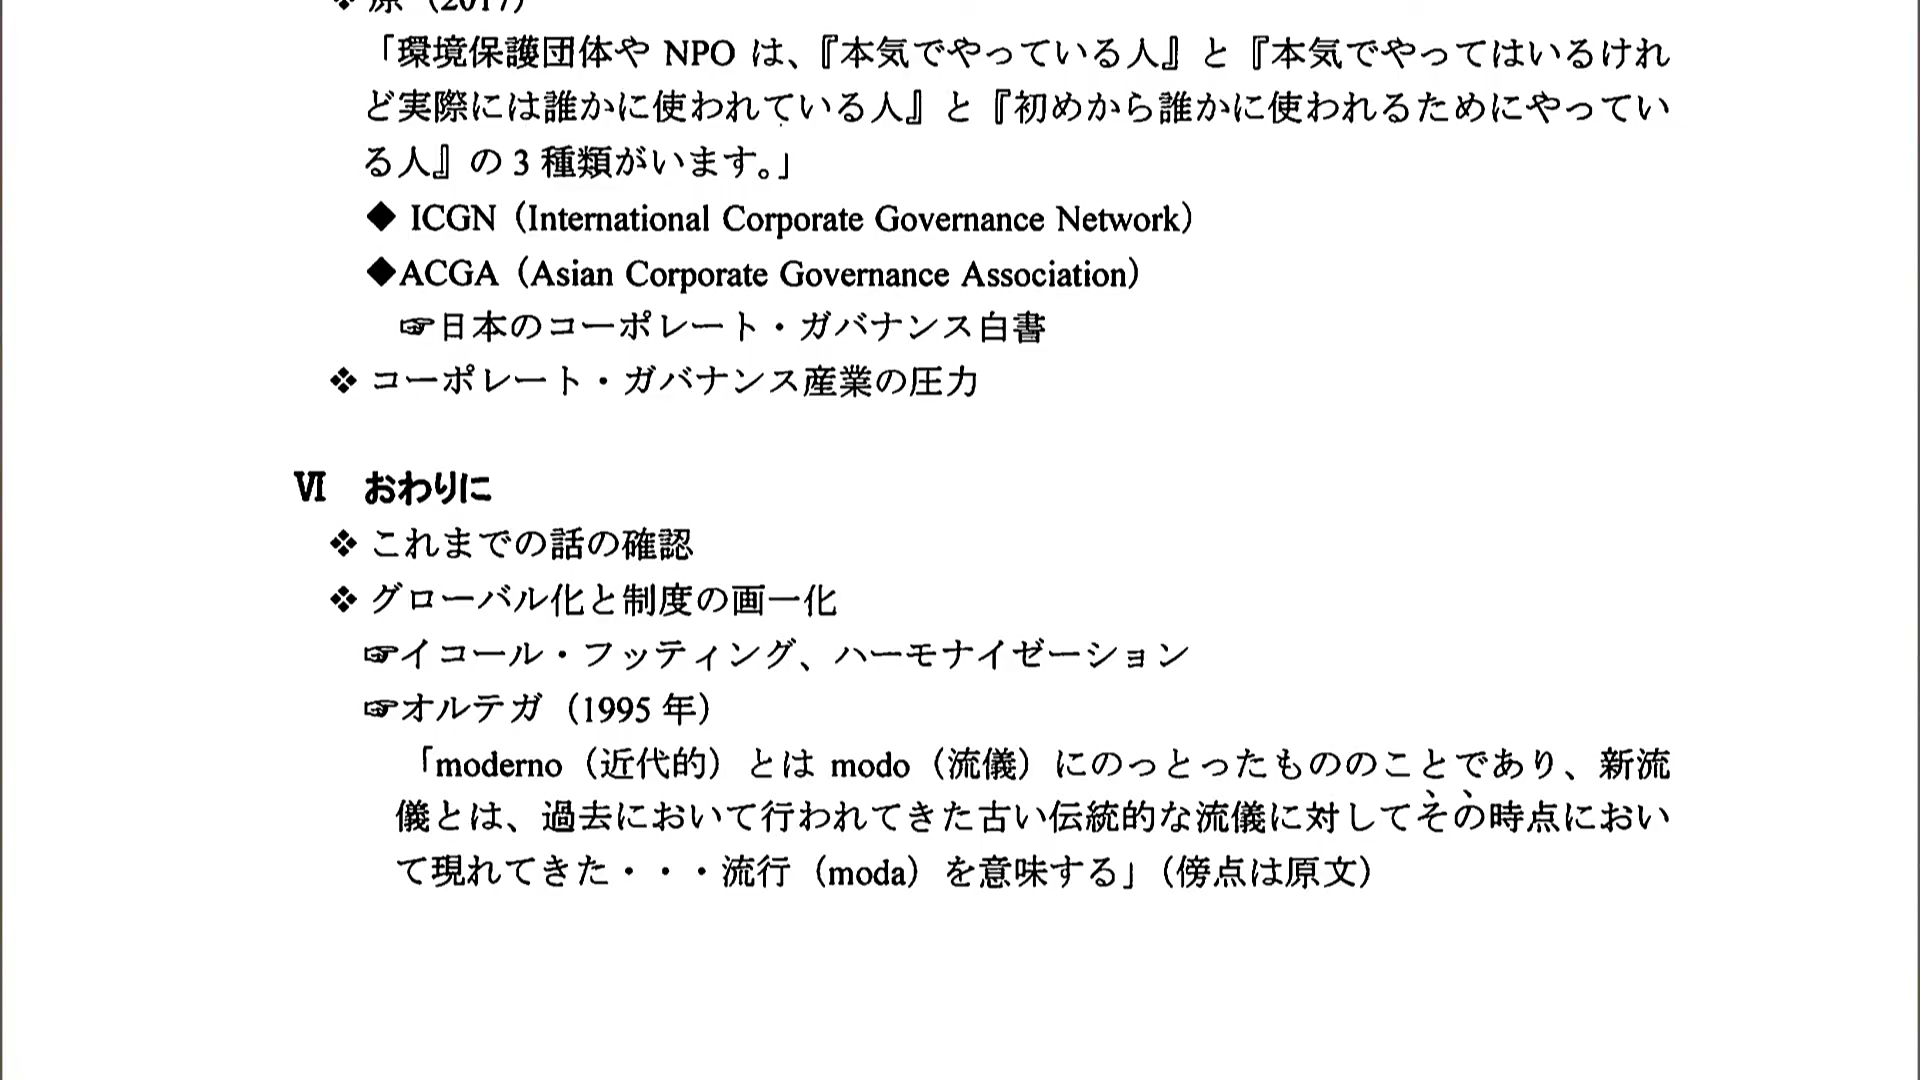 ❖ 原（2017）
「環境保護団体や NPO は、『本気でやっている人』と『本気でやってはいるけれ
ど実際には誰かに使われている人』と『初めから誰かに使われるためにやってい
る人』の 3 種類がいます。」
◆ ICGN（International Corporate Governance Network）
◆ACGA（Asian Corporate Governance Association）
☞日本のコーポレート・ガバナンス白書
❖ コーポレート・ガバナンス産業の圧力
Ⅵ　おわりに
❖ これまでの話の確認
❖ グローバル化と制度の画一化
☞イコール・フッティング、ハーモナイゼーション
☞オルテガ（1995 年）
「moderno（近代的）とは modo（流儀）にのっとったもののことであり、新流
儀とは、過去において行われてきた古い伝統的な流儀に対してその時点におい
て現れてきた・・・流行（moda）を意味する」（傍点は原文）